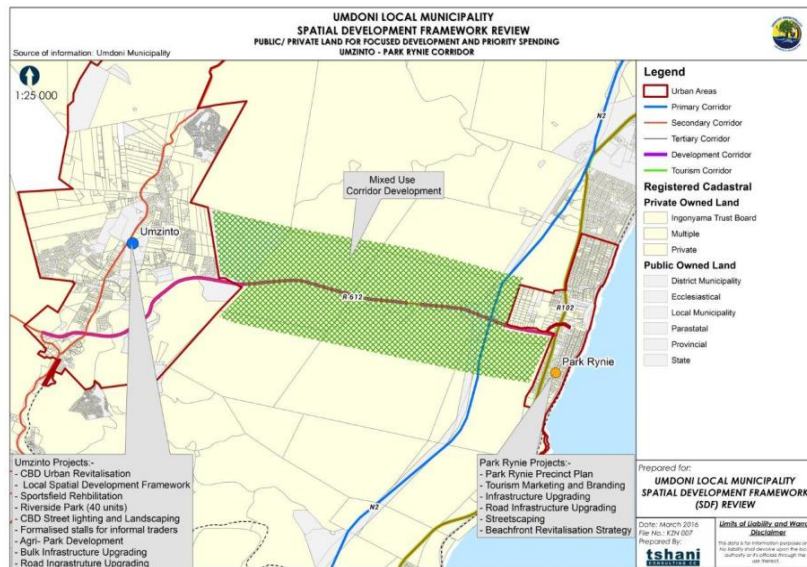 UMDONI LOCAL MUNICIPALITY
SPATIAL DEVELOPMENT FRAMEWORK REVIEW
PUBLIC/ PRIVATE LAND FOR FOCUSED DEVELOPMENT AND PRIORITY SPENDING
UMZINTO - PARK RYNIE CORRIDOR
Source of information: Umdoni Municipality
1:25 000
N2
Mixed Use
Corridor Development
Umzinto
R 612
R102
Park Rynie
N2
Umzinto Projects:-
- CBD Urban Revitalisation
- Local Spatial Development Framework
- Sportsfield Rehbilitation
- Riverside Park (40 units)
- CBD Street lighting and Landscaping
- Formalised stalls for informal traders
- Agri- Park Development
- Bulk Infrastructure Upgrading
- Road Ingrastruture Upgrading
Park Rynie Projects:-
- Park Rynie Precinct Plan
- Tourism Marketing and Branding
- Infrastructure Upgrading
- Road Infrastructure Upgrading
- Streetscaping
- Beachfront Revitalisation Strategy
Legend
Urban Areas
Primary Corridor
Secondary Corridor
Tertiary Corridor
Development Corridor
Tourism Corridor
Registered Cadastral
Private Owned Land
Ingonyama Trust Board
Multiple
Private
Public Owned Land
District Municipality
Ecclesiastical
Local Municipality
Parastatal
Provincial
State
Prepared for:
UMDONI LOCAL MUNICIPALITY
SPATIAL DEVELOPMENT FRAMEWORK
(SDF) REVIEW
Date: March 2016
File No.: KZN 007
Prepared By:
tshani
CONSULTING CC
Limits of Liability and Warra
Disclaimer